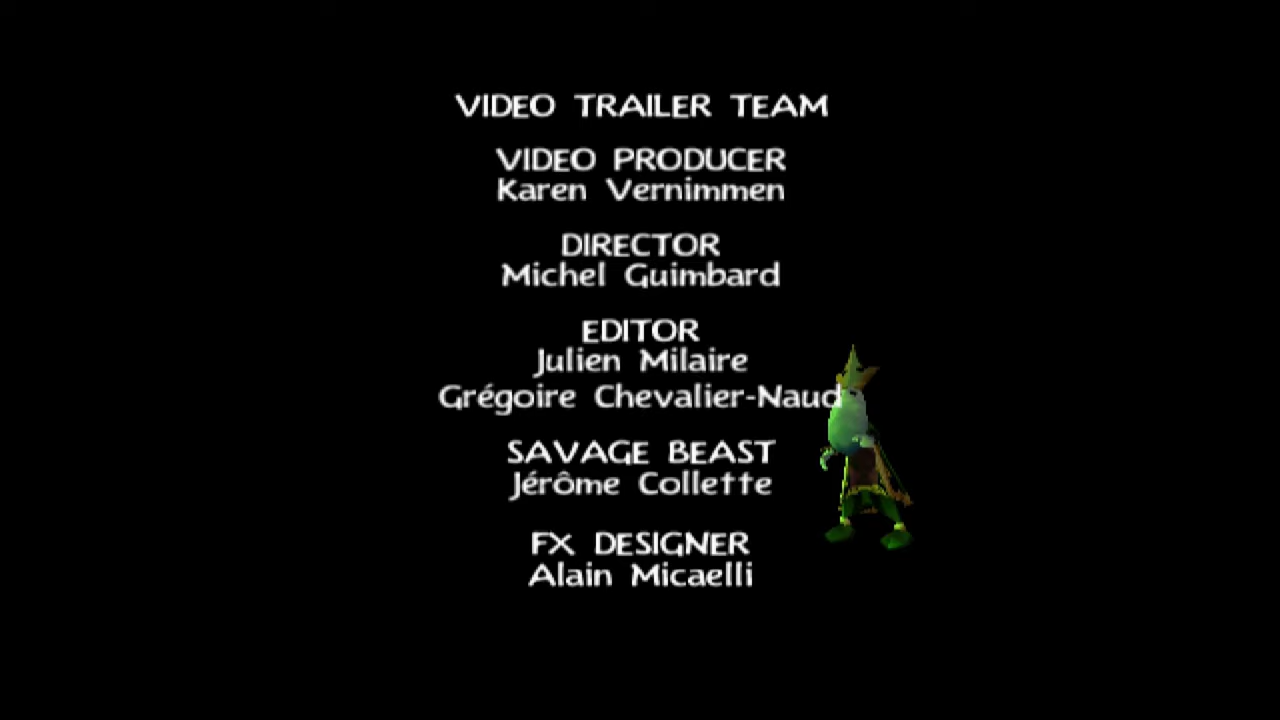 VIDEO TRAILER TEAM
VIDEO PRODUCER
Karen Vernimmen
DIRECTOR
Michel Guimbard
EDITOR
Julien Milaire
Grégoire Chevalier-Naud
SAVAGE BEAST
Jérôme Collette
FX DESIGNER
Alain Micaelli